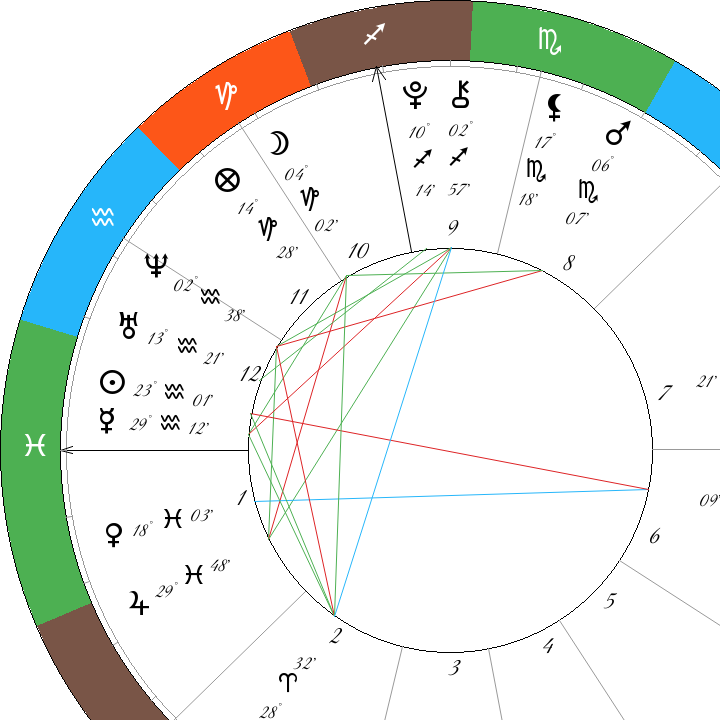 ♐ ♏
♑
♒
♓
♇ ⚷ ⚸ ♂
10° 02° 17° 06°
♐ ♐ ♏ ♏
14' 57' 18' 07'
☽ 04° ♑ 02'
⊗ 14° ♑ 28'
♆ 02° ♒ 38'
♅ 13° ♒ 21'
☉ 23° ♒ 01'
☿ 29° ♒ 12'
♀ 18° ♓ 03'
♃ 29° ♓ 48'
28° ♈ 32'
21'
09'
1
2
3
4
5
6
7
8
9
10
11
12